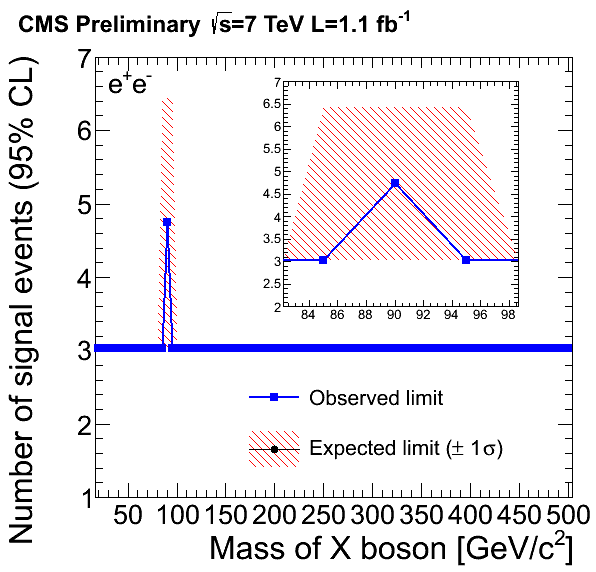 CMS Preliminary √s=7 TeV L=1.1 fb⁻¹
Number of signal events (95% CL)
7
6
5
4
3
2
1
e⁺e⁻
7
6.5
6
5.5
5
4.5
4
3.5
3
2.5
2
84 86 88 90 92 94 96 98
Observed limit
Expected limit (± 1σ)
50 100 150 200 250 300 350 400 450 500
Mass of X boson [GeV/c²]